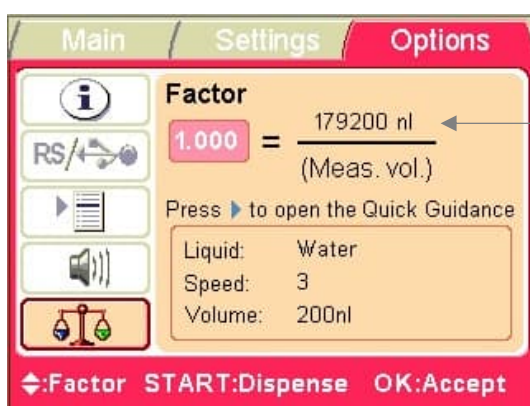 Main Settings Options
Factor
1.000 = 179200 nl
(Meas. vol.)
RS/
Press to open the Quick Guidance
Liquid: Water
Speed: 3
Volume: 200nl
:Factor START:Dispense OK:Accept